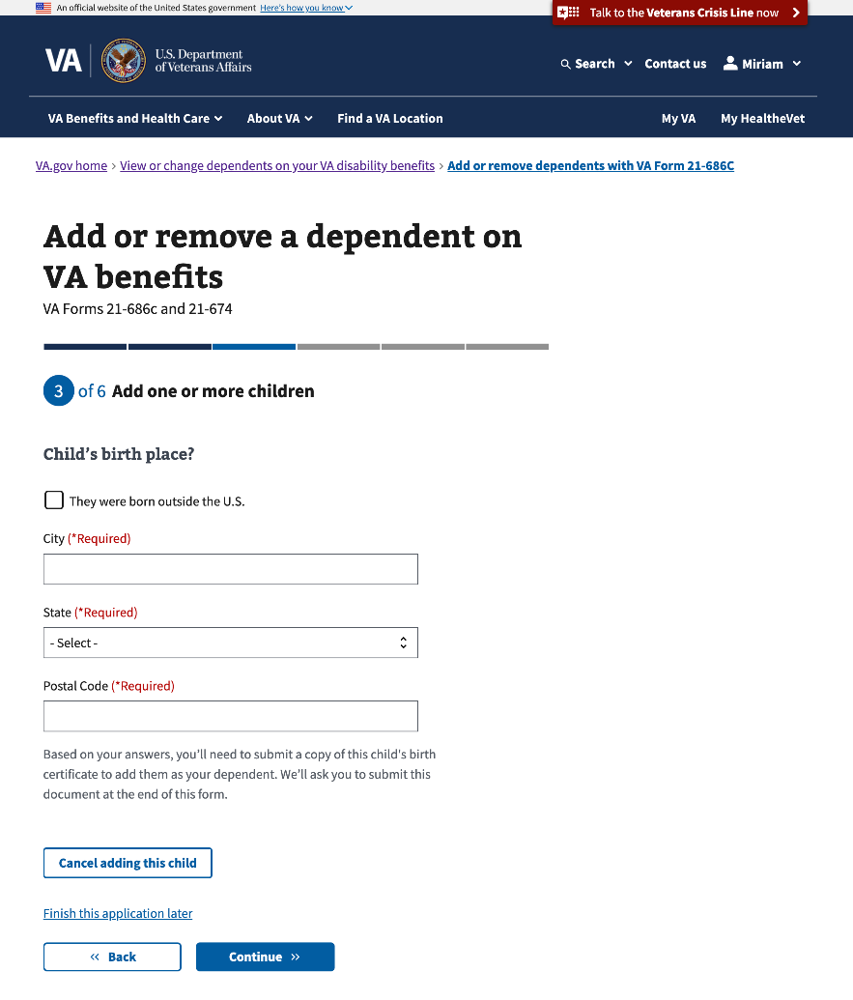 An official website of the United States government Here's how you know
Talk to the Veterans Crisis Line now
VA
U.S. Department
of Veterans Affairs
Search
Contact us
Miriam
VA Benefits and Health Care
About VA
Find a VA Location
My VA
My HealtheVet
VA.gov home › View or change dependents on your VA disability benefits › Add or remove dependents with VA Form 21-686C
Add or remove a dependent on
VA benefits
VA Forms 21-686c and 21-674
3 of 6 Add one or more children
Child's birth place?
They were born outside the U.S.
City (*Required)
State (*Required)
- Select -
Postal Code (*Required)
Based on your answers, you'll need to submit a copy of this child's birth
certificate to add them as your dependent. We'll ask you to submit this
document at the end of this form.
Cancel adding this child
Finish this application later
« Back
Continue »